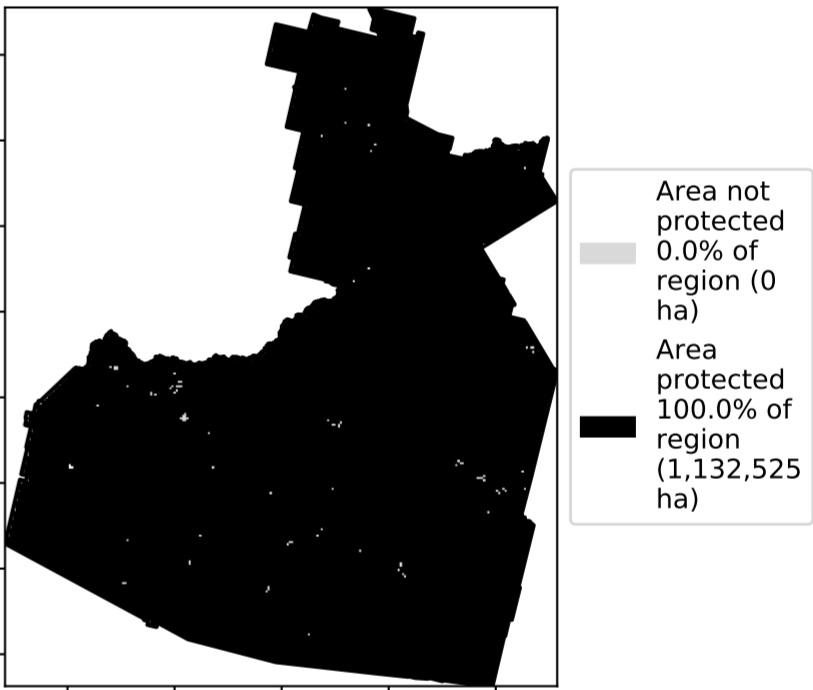 Area not
protected
0.0% of
region (0
ha)
Area
protected
100.0% of
region
(1,132,525
ha)